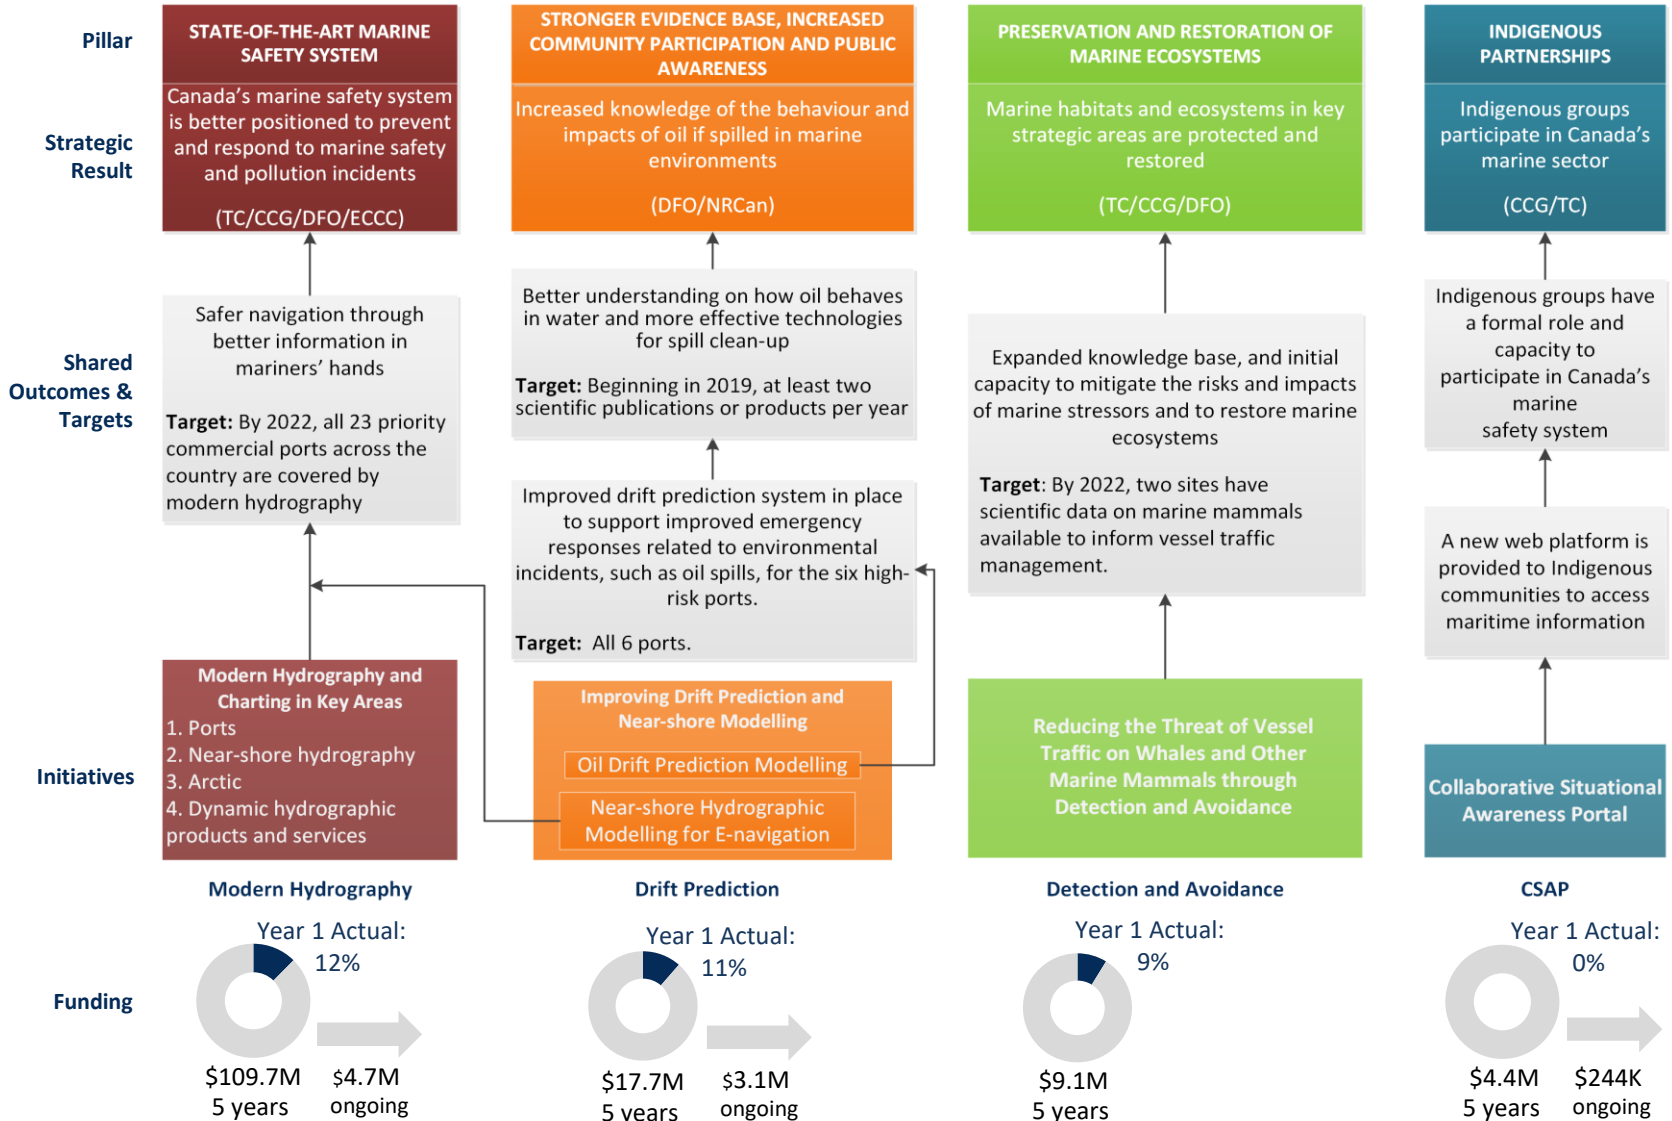 Pillar
STATE-OF-THE-ART MARINE
SAFETY SYSTEM
STRONGER EVIDENCE BASE, INCREASED
COMMUNITY PARTICIPATION AND PUBLIC
AWARENESS
PRESERVATION AND RESTORATION OF
MARINE ECOSYSTEMS
INDIGENOUS
PARTNERSHIPS
Strategic
Result
Canada's marine safety system
is better positioned to prevent
and respond to marine safety
and pollution incidents
(TC/CCG/DFO/ECCC)
Increased knowledge of the behaviour and
impacts of oil if spilled in marine
environments
(DFO/NRCan)
Marine habitats and ecosystems in key
strategic areas are protected and
restored
(TC/CCG/DFO)
Indigenous groups
participate in Canada's
marine sector
(CCG/TC)
Shared
Outcomes &
Targets
Safer navigation through
better information in
mariners' hands
Target: By 2022, all 23 priority
commercial ports across the
country are covered by
modern hydrography
Better understanding on how oil behaves
in water and more effective technologies
for spill clean-up
Target: Beginning in 2019, at least two
scientific publications or products per year
Improved drift prediction system in place
to support improved emergency
responses related to environmental
incidents, such as oil spills, for the six high-
risk ports.
Target: All 6 ports.
Expanded knowledge base, and initial
capacity to mitigate the risks and impacts
of marine stressors and to restore marine
ecosystems
Target: By 2022, two sites have
scientific data on marine mammals
available to inform vessel traffic
management.
Indigenous groups have
a formal role and
capacity to
participate in Canada's
marine
safety system
A new web platform is
provided to Indigenous
communities to access
maritime information
Initiatives
Modern Hydrography and
Charting in Key Areas
1. Ports
2. Near-shore hydrography
3. Arctic
4. Dynamic hydrographic
products and services
Improving Drift Prediction and
Near-shore Modelling
Oil Drift Prediction Modelling
Near-shore Hydrographic
Modelling for E-navigation
Reducing the Threat of Vessel
Traffic on Whales and Other
Marine Mammals through
Detection and Avoidance
Collaborative Situational
Awareness Portal
Funding
Modern Hydrography
Year 1 Actual:
12%
$109.7M
5 years
$4.7M
ongoing
Drift Prediction
Year 1 Actual:
11%
$17.7M
5 years
$3.1M
ongoing
Detection and Avoidance
Year 1 Actual:
9%
$9.1M
5 years
CSAP
Year 1 Actual:
0%
$4.4M
5 years
$244K
ongoing